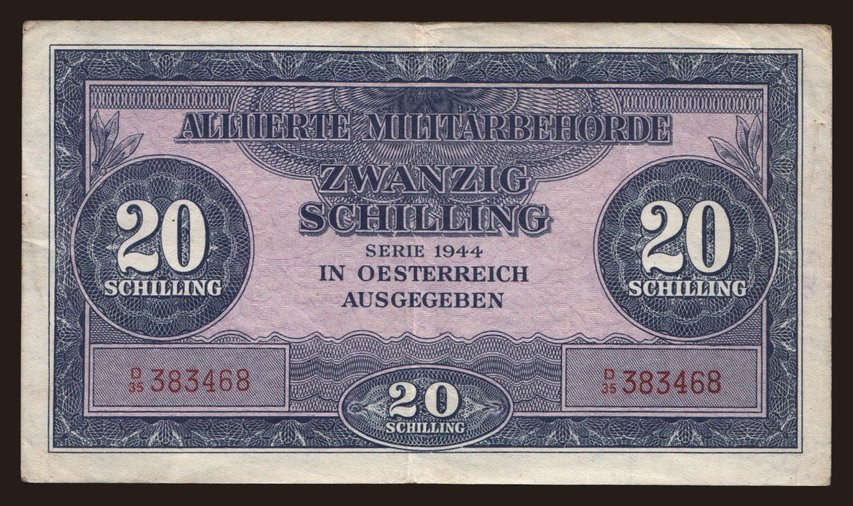 ALLIIERTE MILITÄRBEHÖRDE
ZWANZIG
SCHILLING
SERIE 1944
IN OESTERREICH
AUSGEGEBEN
20
SCHILLING
20
SCHILLING
D/35 383468
D/35 383468
20
SCHILLING